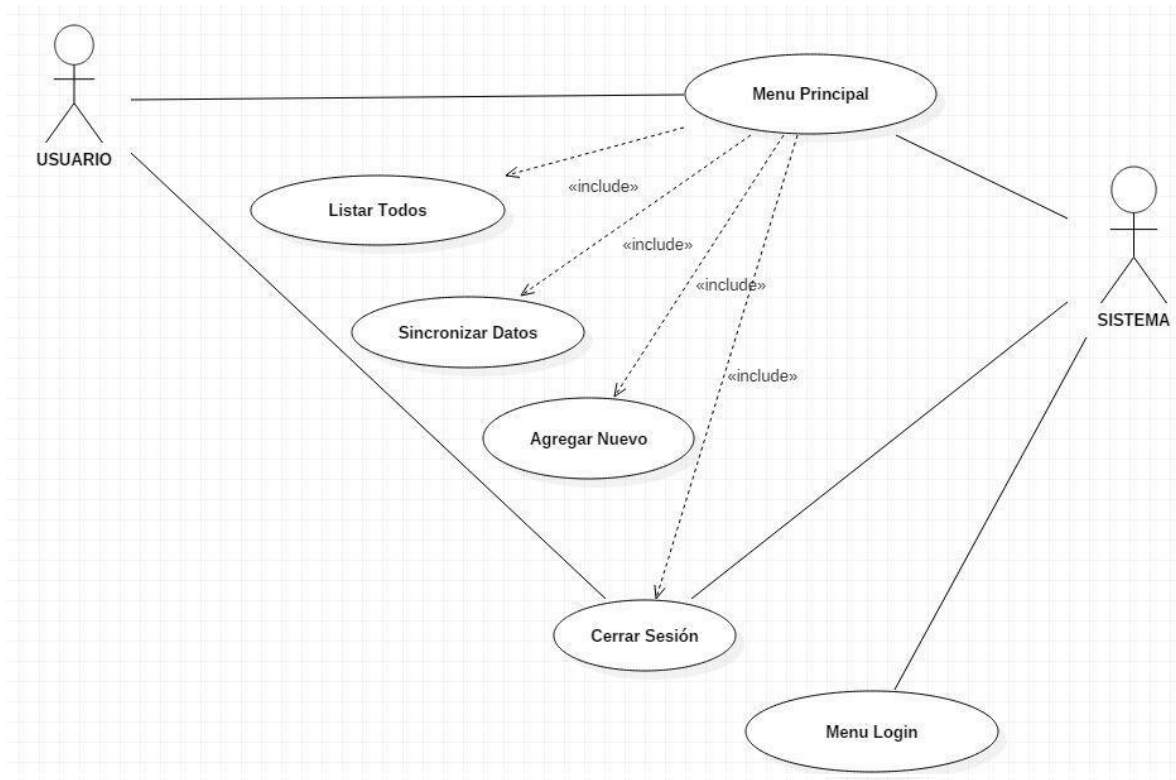 Menu Principal
USUARIO
«include»
Listar Todos
«include»
«include»
SISTEMA
Sincronizar Datos
«include»
Agregar Nuevo
Cerrar Sesión
Menu Login